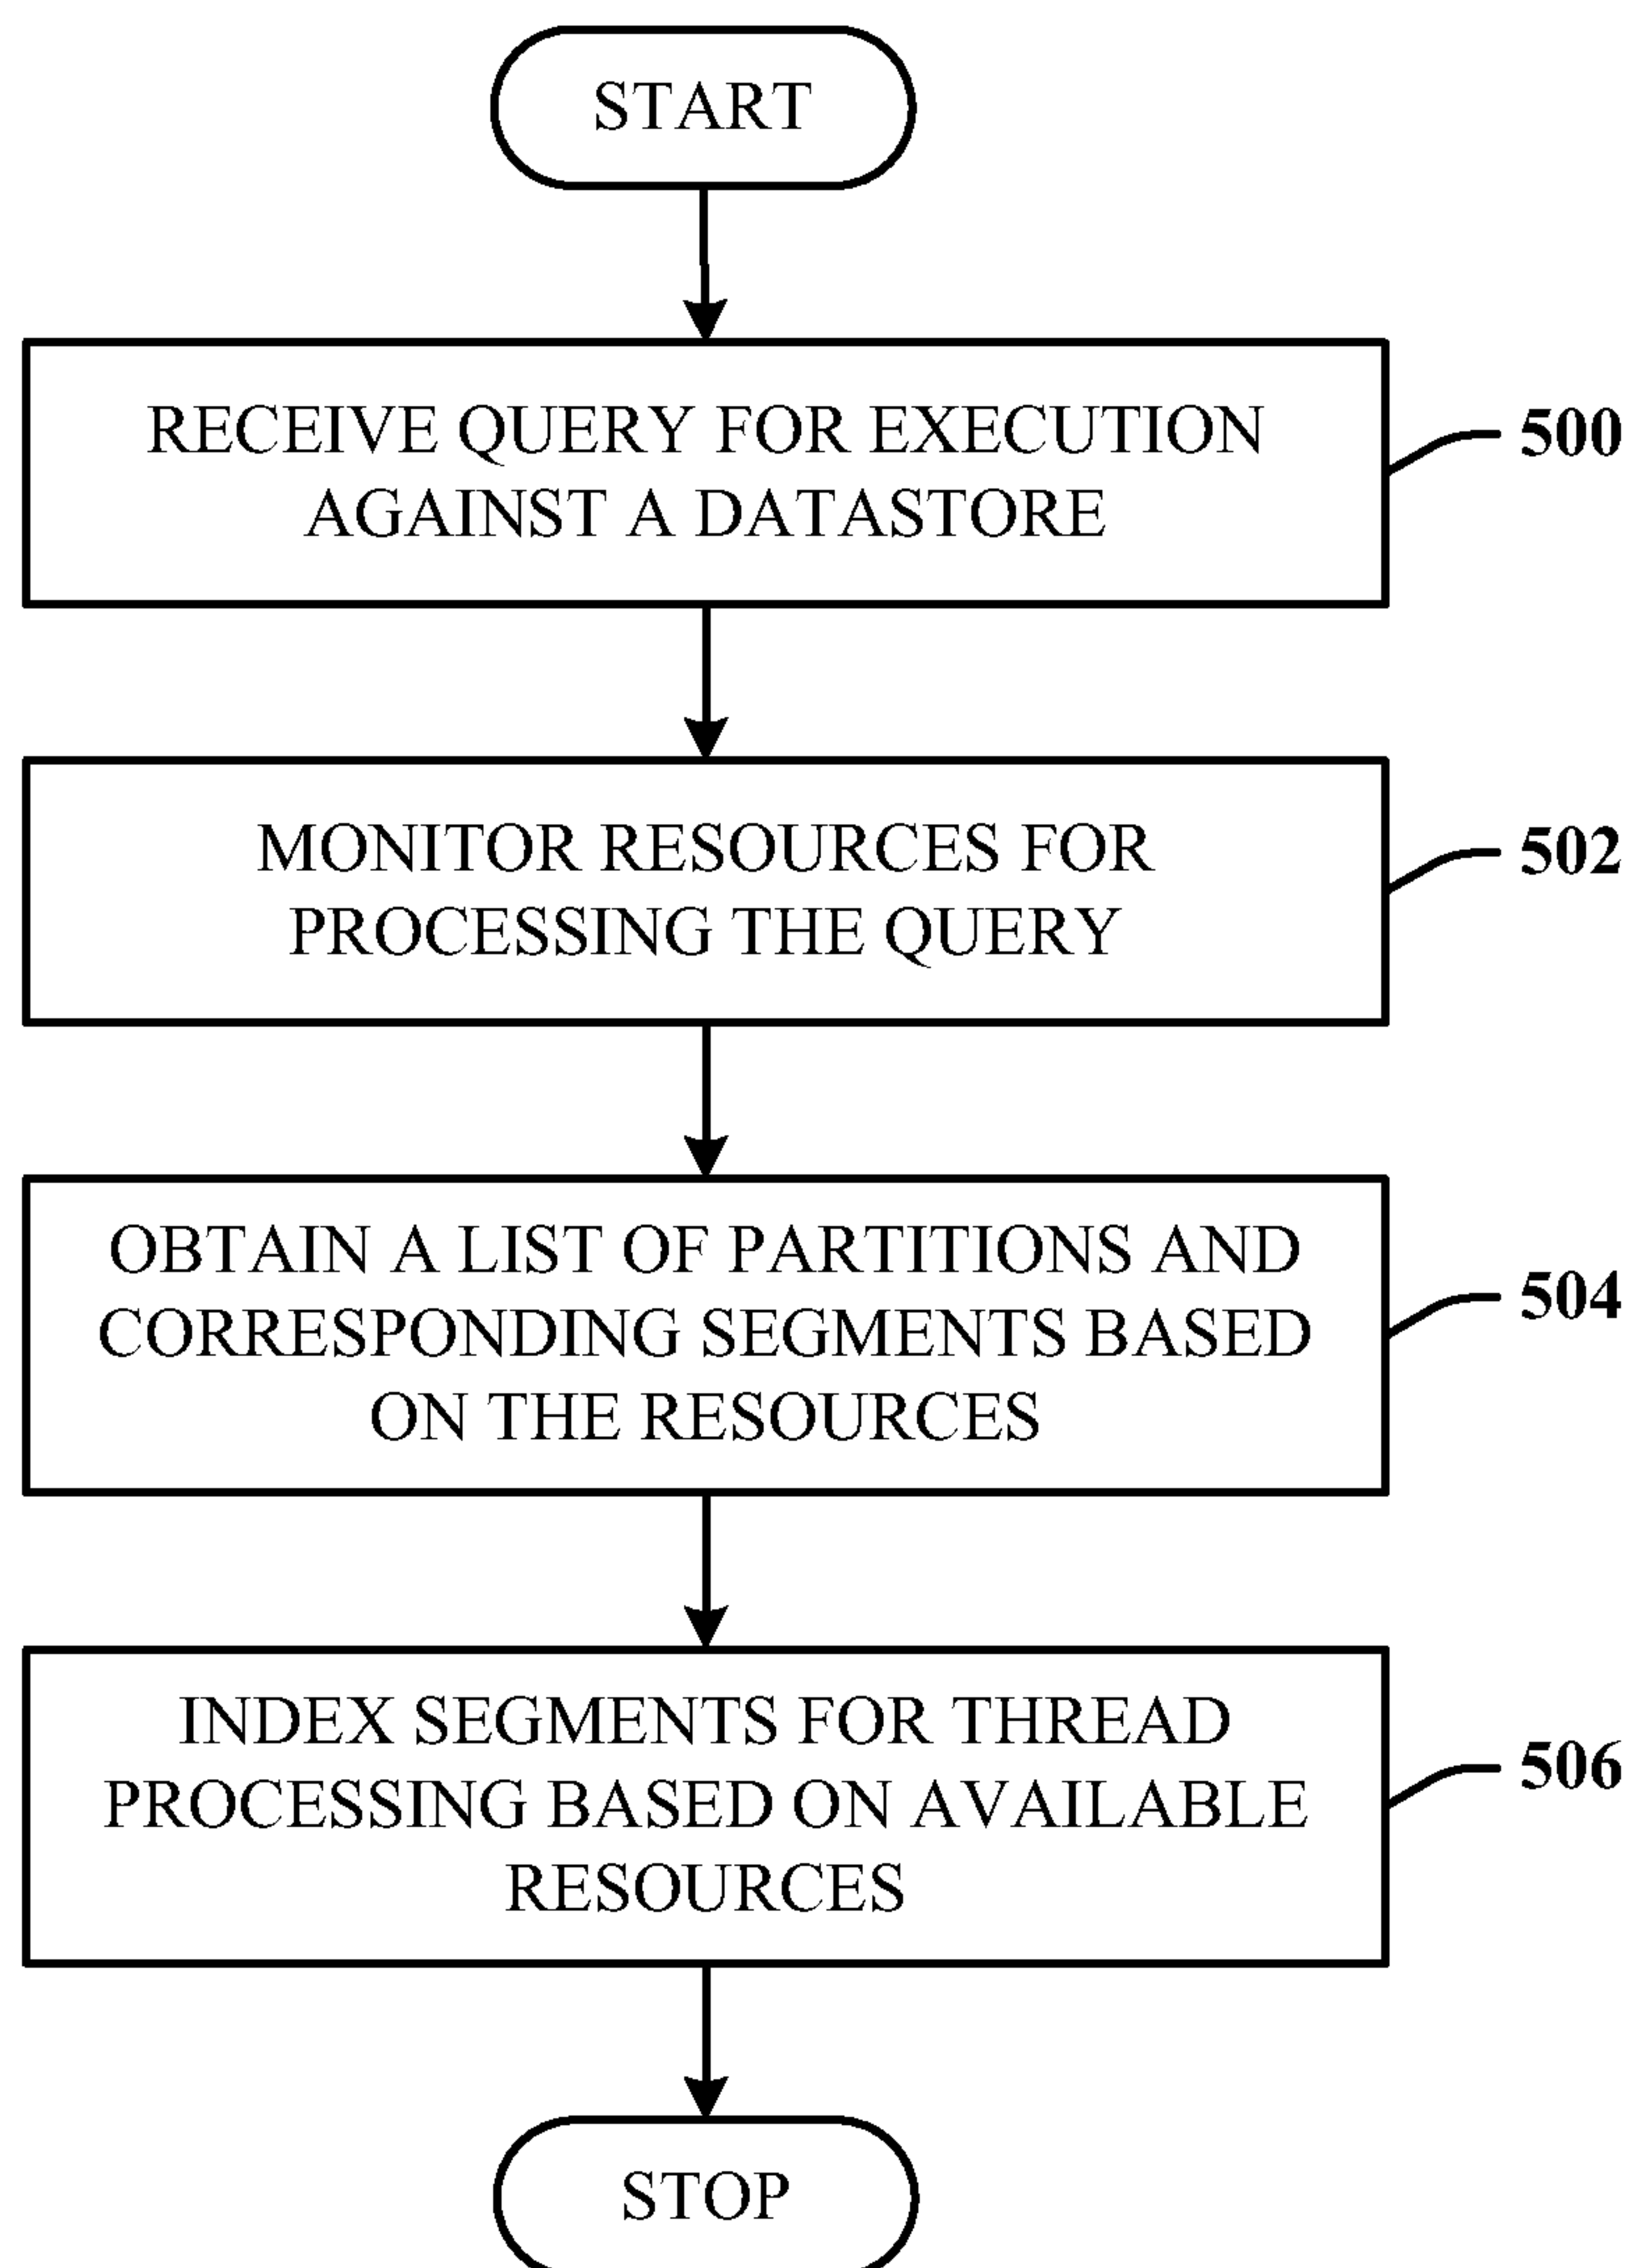 START
RECEIVE QUERY FOR EXECUTION
AGAINST A DATASTORE
500
MONITOR RESOURCES FOR
PROCESSING THE QUERY
502
OBTAIN A LIST OF PARTITIONS AND
CORRESPONDING SEGMENTS BASED
ON THE RESOURCES
504
INDEX SEGMENTS FOR THREAD
PROCESSING BASED ON AVAILABLE
RESOURCES
506
STOP